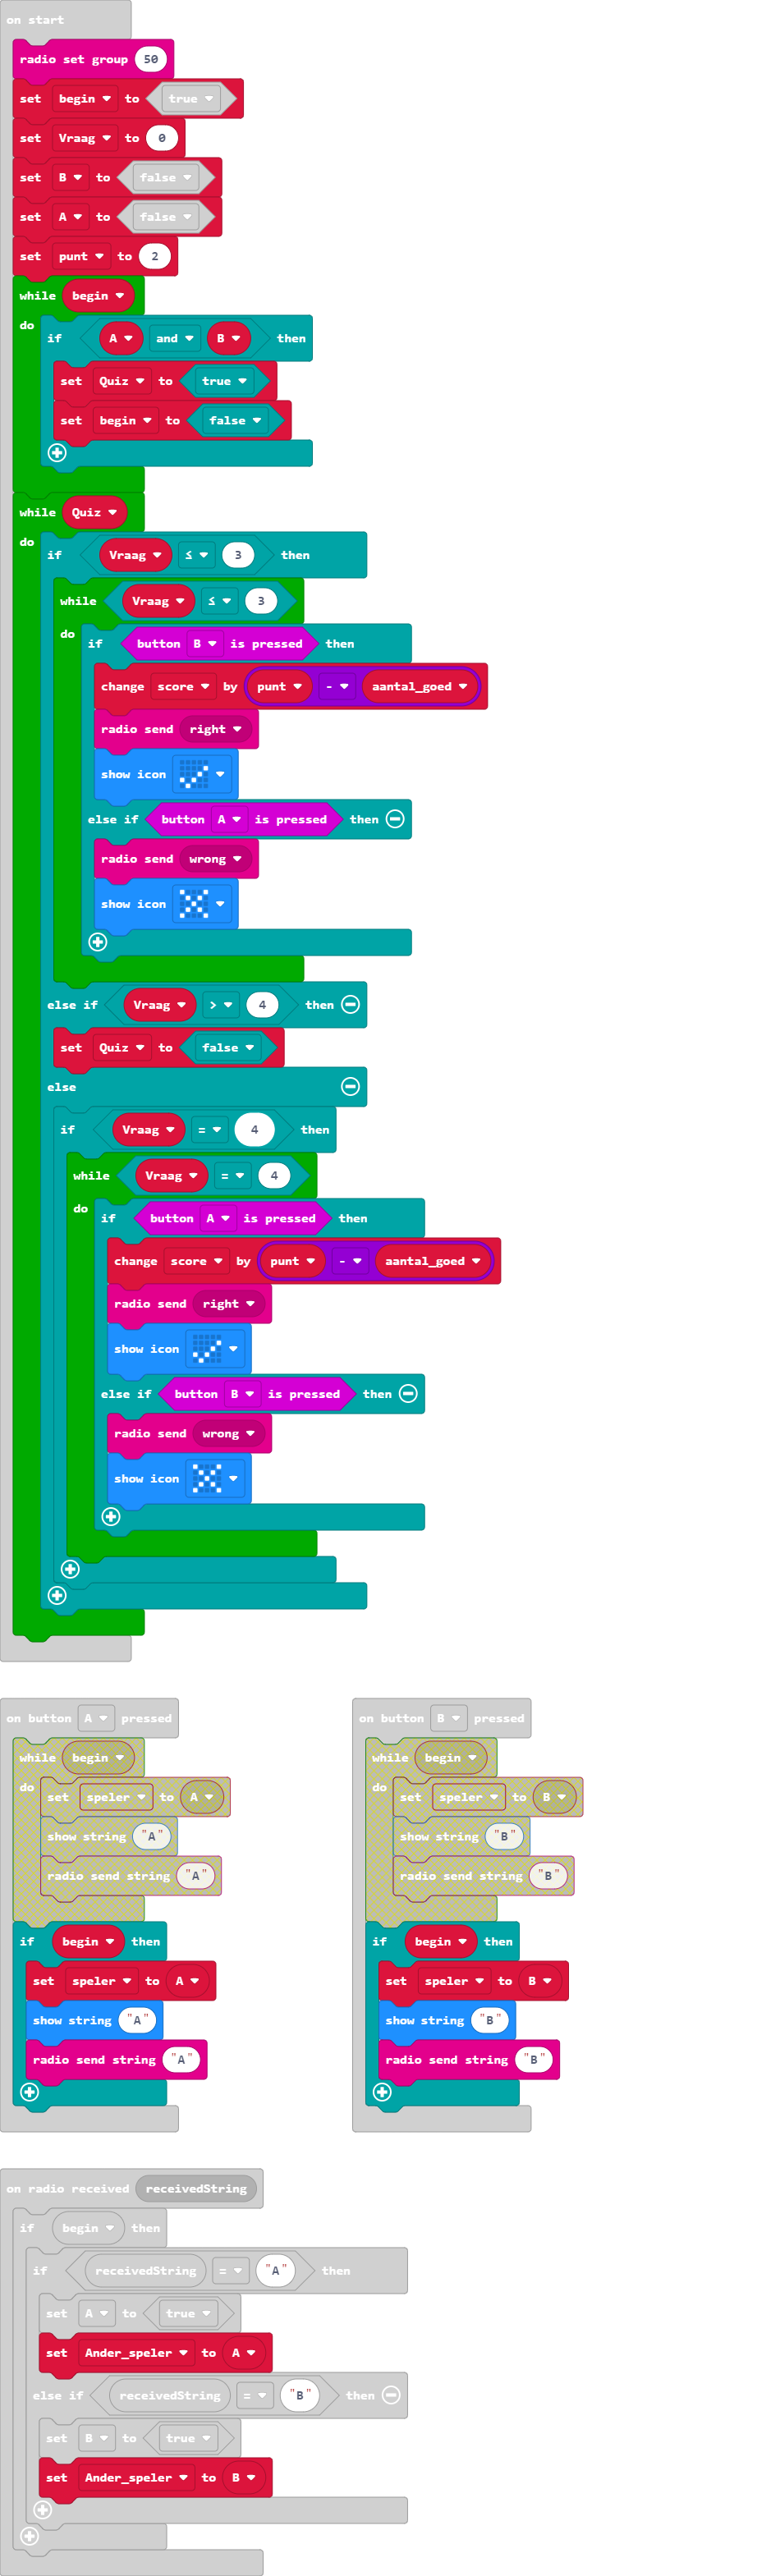 on start
radio set group 50
set begin to true
set Vraag to 0
set B to false
set A to false
set punt to 2
while begin
do if A and B then
set Quiz to true
set begin to false
while Quiz
do if Vraag ≤ 3 then
while Vraag ≤ 3
do if button B is pressed then
change score by punt - aantal_goed
radio send right
show icon
else if button A is pressed then
radio send wrong
show icon
else if Vraag > 4 then
set Quiz to false
else
if Vraag = 4 then
while Vraag = 4
do if button A is pressed then
change score by punt - aantal_goed
radio send right
show icon
else if button B is pressed then
radio send wrong
show icon
on button A pressed
while begin
do set speler to A
show string "A"
radio send string "A"
if begin then
set speler to A
show string "A"
radio send string "A"
on button B pressed
while begin
do set speler to B
show string "B"
radio send string "B"
if begin then
set speler to B
show string "B"
radio send string "B"
on radio received receivedString
if begin then
if receivedString = "A" then
set A to true
set Ander_speler to A
else if receivedString = "B" then
set B to true
set Ander_speler to B